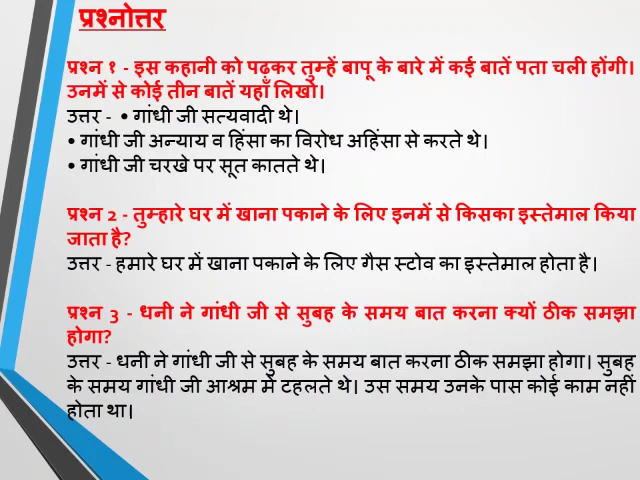 प्रश्नोत्तर
प्रश्न १ - इस कहानी को पढ़कर तुम्हें बापू के बारे में कई बातें पता चली होंगी।
उनमें से कोई तीन बातें यहाँ लिखो।
उत्तर - • गांधी जी सत्यवादी थे।
• गांधी जी अन्याय व हिंसा का विरोध अहिंसा से करते थे।
• गांधी जी चरखे पर सूत कातते थे।
प्रश्न 2 - तुम्हारे घर में खाना पकाने के लिए इनमें से किसका इस्तेमाल किया
जाता है?
उत्तर - हमारे घर में खाना पकाने के लिए गैस स्टोव का इस्तेमाल होता है।
प्रश्न 3 - धनी ने गांधी जी से सुबह के समय बात करना क्यों ठीक समझा
होगा?
उत्तर - धनी ने गांधी जी से सुबह के समय बात करना ठीक समझा होगा। सुबह
के समय गांधी जी आश्रम में टहलते थे। उस समय उनके पास कोई काम नहीं
होता था।